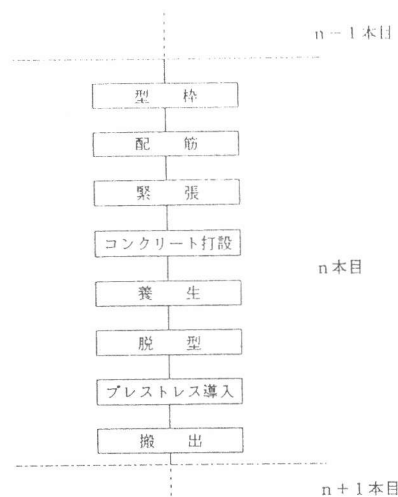 n－1本目
型　枠
配　筋
緊　張
コンクリート打設
n本目
養　生
脱　型
プレストレス導入
搬　出
n＋1本目